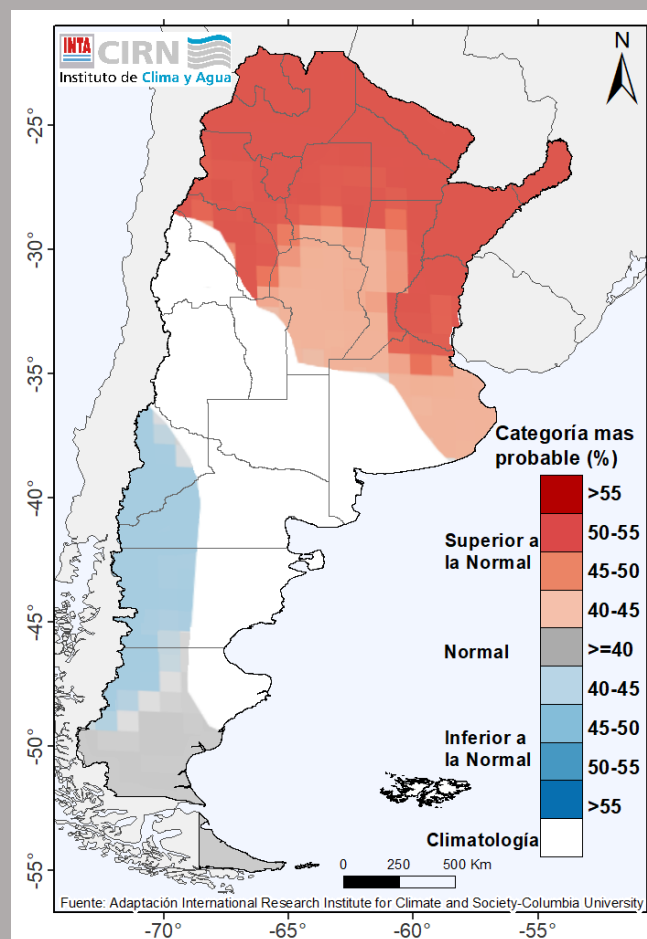 INTA CIRN
Instituto de Clima y Agua
N
-25°
-30°
-35°
-40°
-45°
-50°
-55°
Categoría mas
probable (%)
>55
50-55
Superior a
la Normal
45-50
40-45
Normal
>=40
40-45
45-50
Inferior a
la Normal
50-55
>55
Climatología
0 250 500 Km
Fuente: Adaptación International Research Institute for Climate and Society-Columbia University
-70° -65° -60° -55°